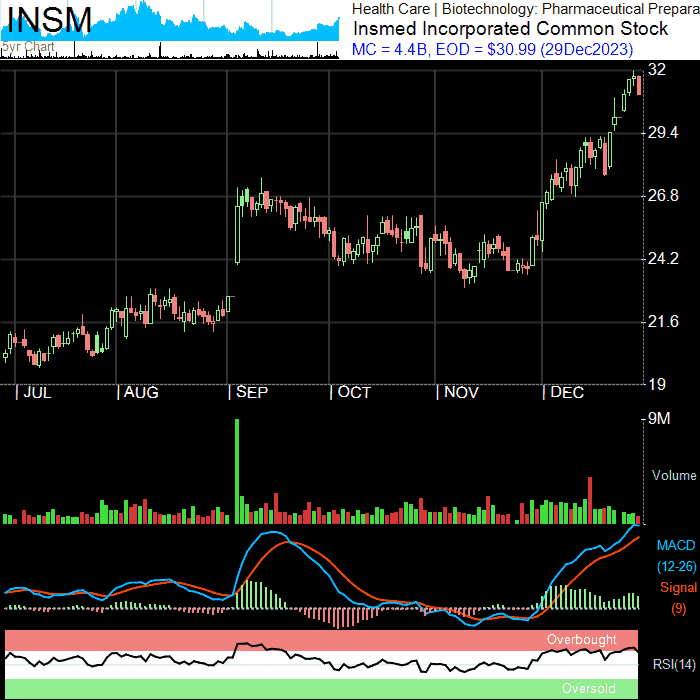 INSM
5yr Chart
Health Care | Biotechnology: Pharmaceutical Prepara
Insmed Incorporated Common Stock
MC = 4.4B, EOD = $30.99 (29Dec2023)
32
29.4
26.8
24.2
21.6
19
JUL AUG SEP OCT NOV DEC
9M
Volume
MACD
(12-26)
Signal
(9)
Overbought
RSI(14)
Oversold